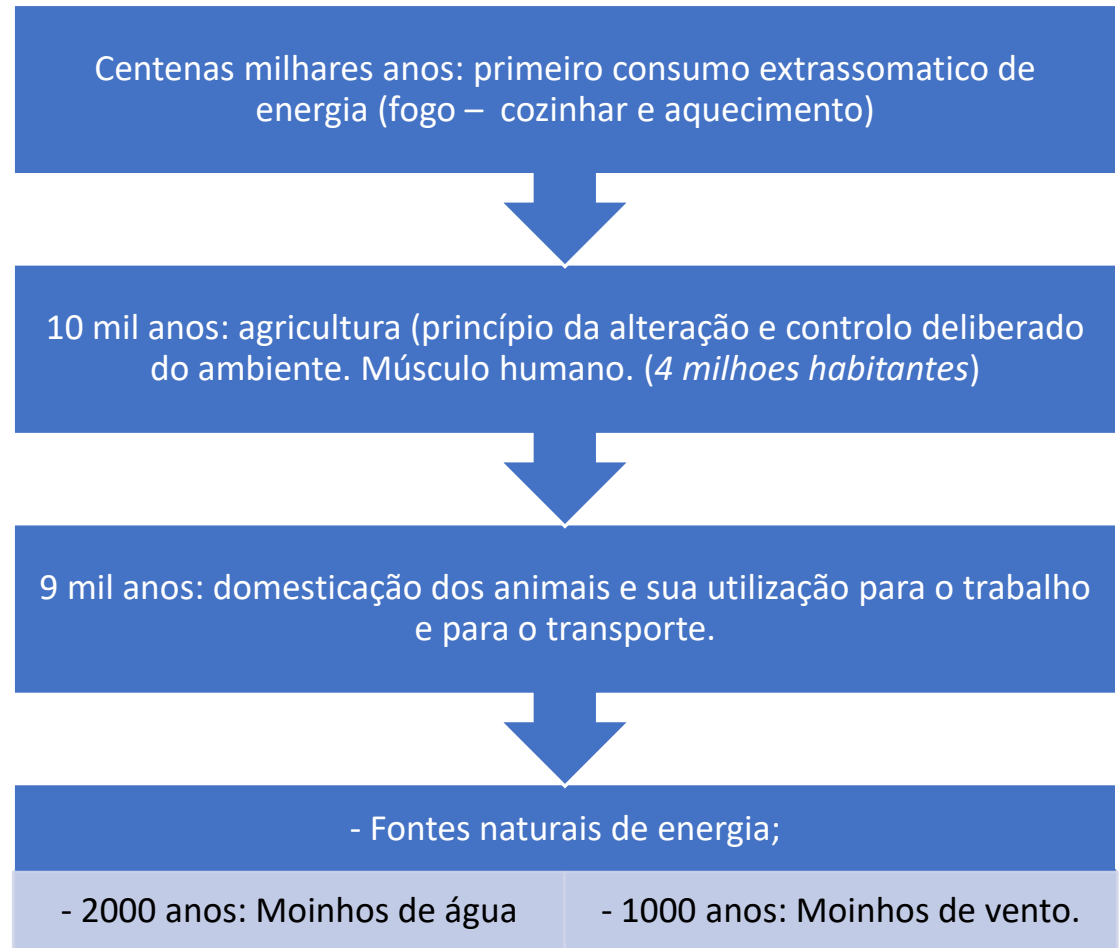 Centenas milhares anos: primeiro consumo extrassomatico de
energia (fogo – cozinhar e aquecimento)
10 mil anos: agricultura (princípio da alteração e controlo deliberado
do ambiente. Músculo humano. (4 milhoes habitantes)
9 mil anos: domesticação dos animais e sua utilização para o trabalho
e para o transporte.
- Fontes naturais de energia;
- 2000 anos: Moinhos de água
- 1000 anos: Moinhos de vento.